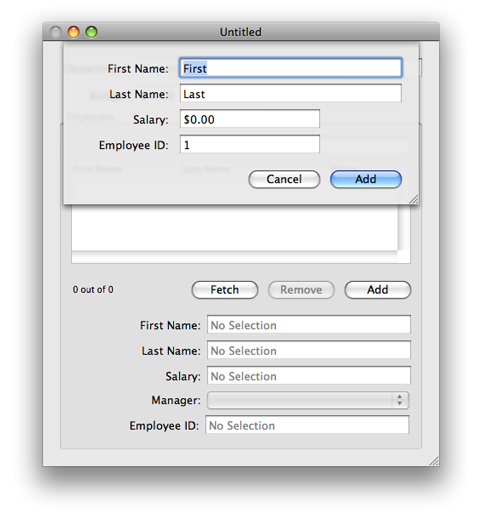 Untitled
First Name: First
Last Name: Last
Salary: $0.00
Employee ID: 1
Cancel Add
0 out of 0 Fetch Remove Add
First Name: No Selection
Last Name: No Selection
Salary: No Selection
Manager:
Employee ID: No Selection